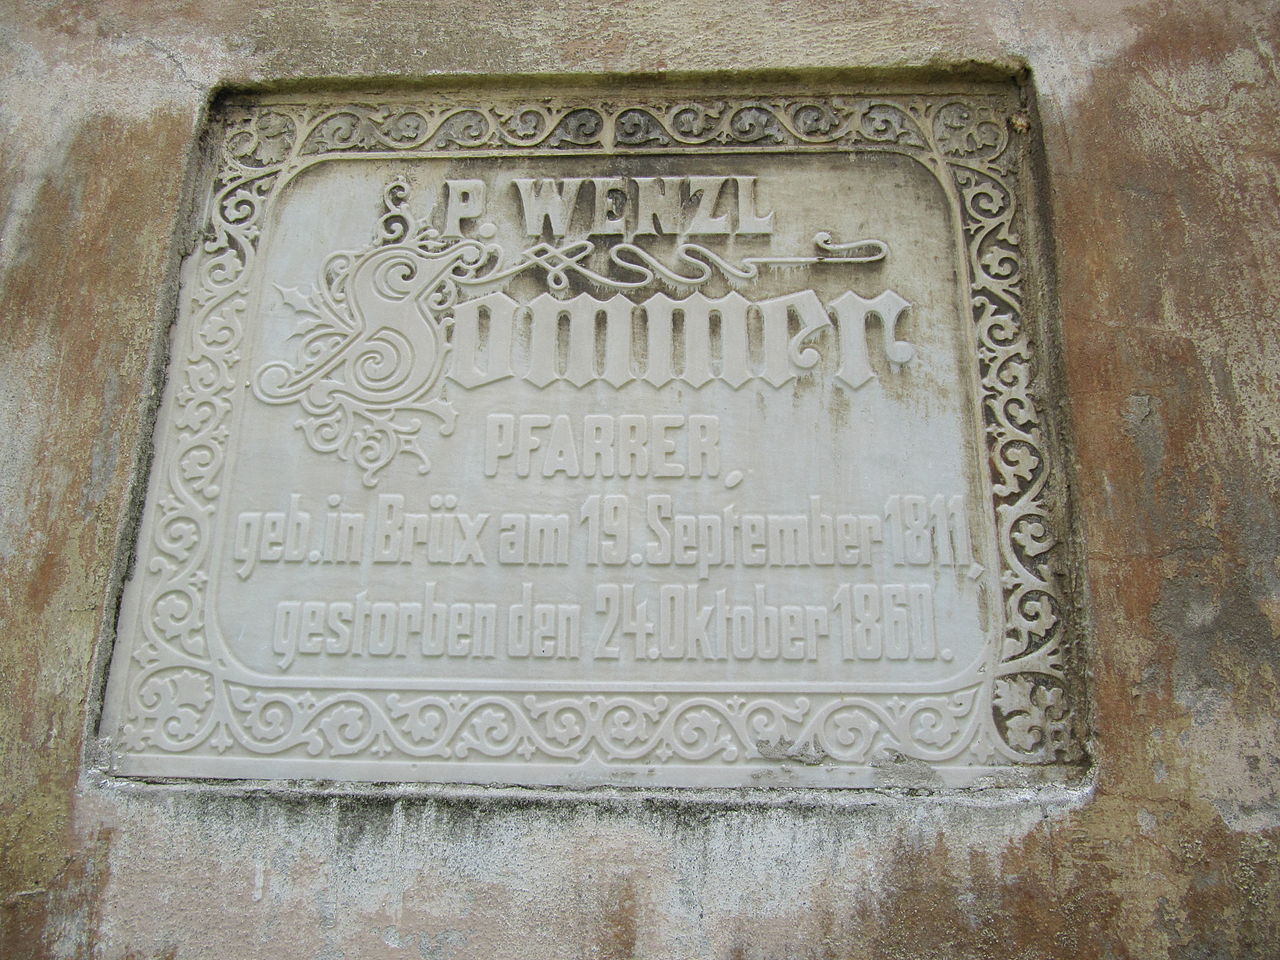 P. WENZL
Sommer
PFARRER,
geb. in Brüx am 19. September 1811,
gestorben den 24. Oktober 1860.